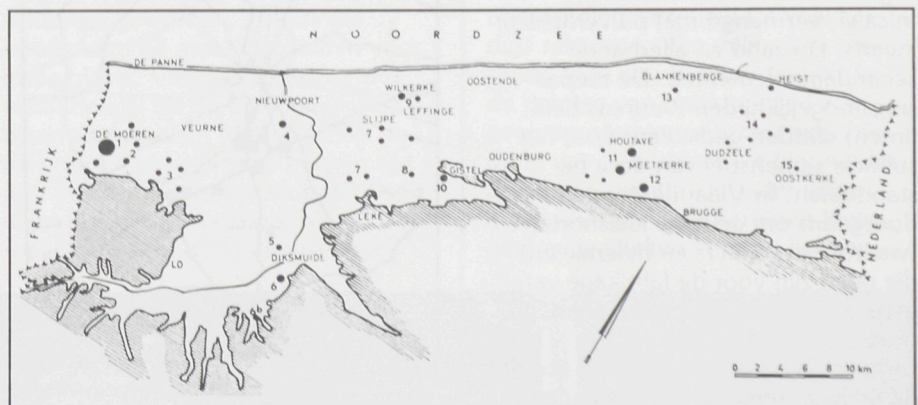 NOORDZEE
DE PANNE
NIEUWPOORT
4
DE MOEREN
1
2
3
VEURNE
WILKERKE
9
LEFFINGE
SLIJPE
7
OOSTENDE
BLANKENBERGE
13
HEIST
14
DUDZELE
15
OOSTKERKE
HOUTAVE
11
MEETKERKE
12
OUDENBURG
GISTEL
10
8
7
LEKE
BRUGGE
FRANKRIJK
NEDERLAND
LO
5
DIKSMUIDE
6
0 2 4 6 8 10 km